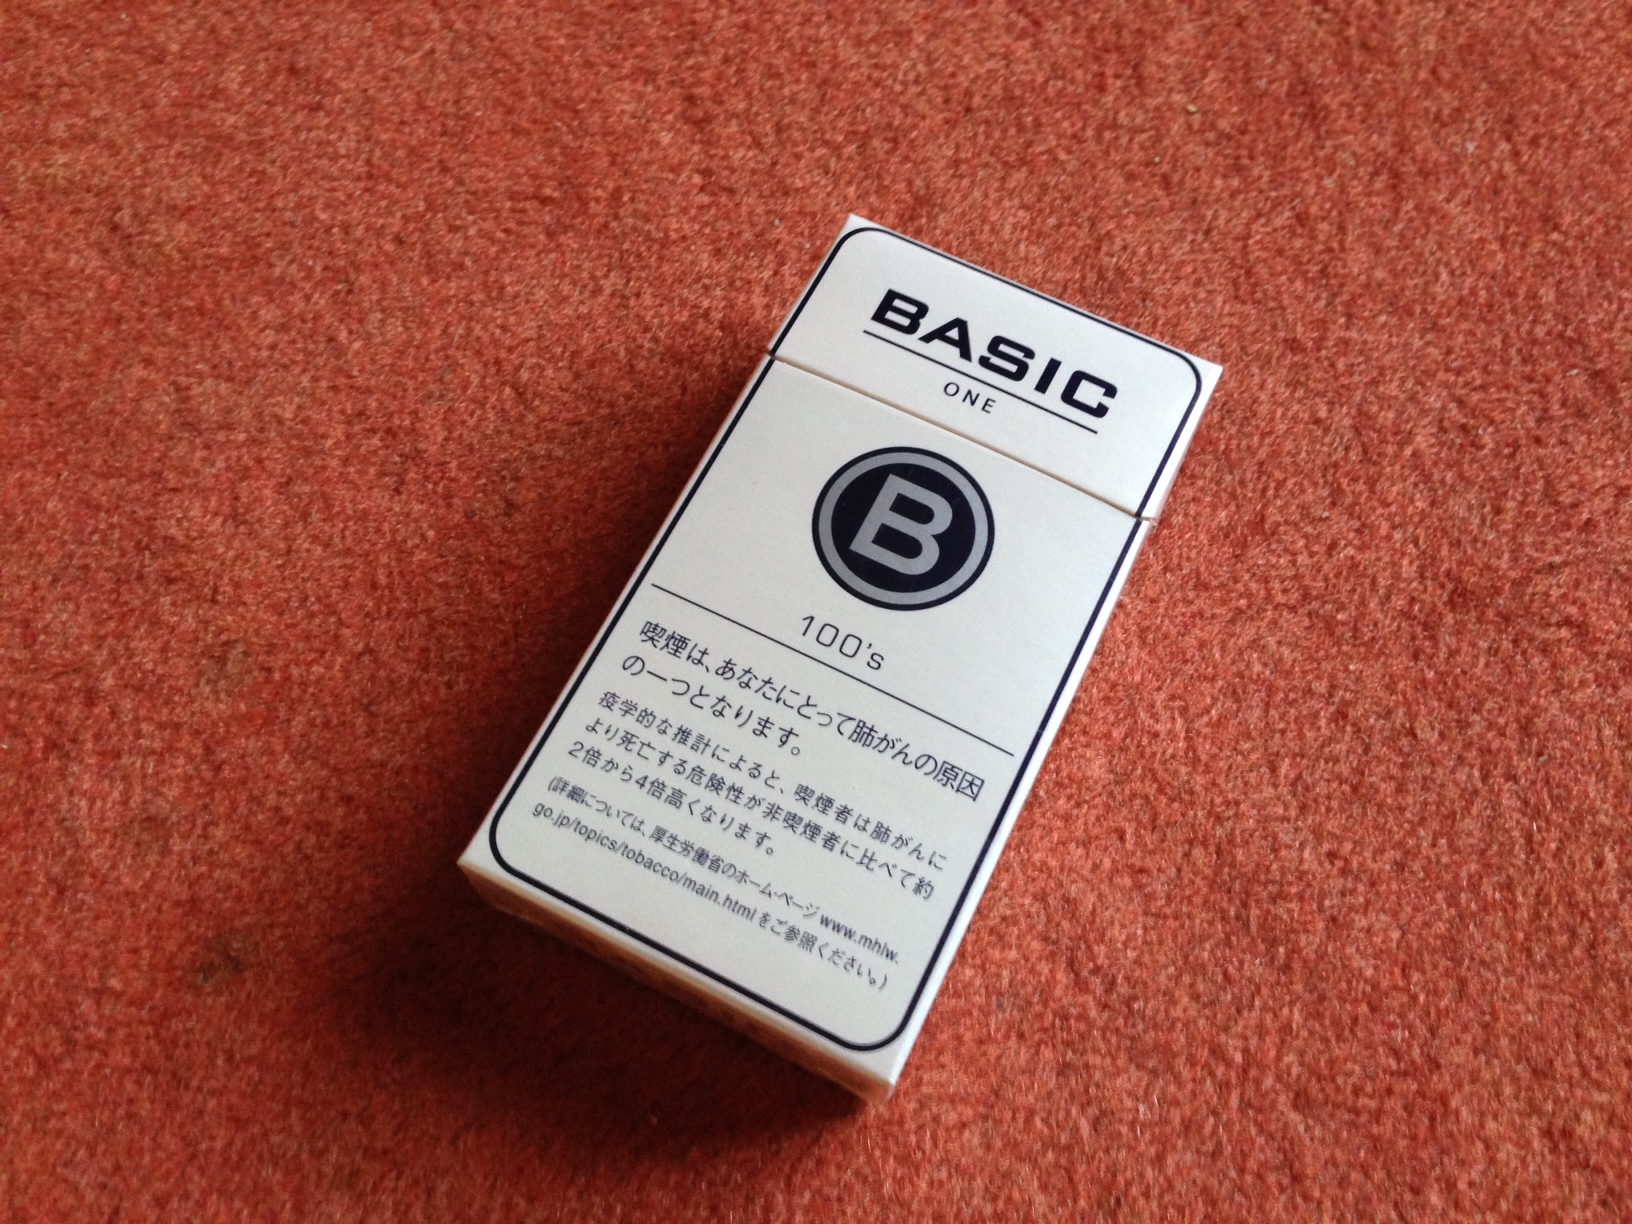 BASIC
ONE
B
100's
喫煙は、あなたにとって肺がんの原因
の一つとなります。
疫学的な推計によると、喫煙者は肺がんに
より死亡する危険性が非喫煙者に比べて約
2倍から4倍高くなります。
(詳細については、厚生労働省のホーム・ページ www.mhlw.
go.jp/topics/tobacco/main.html をご参照ください。)